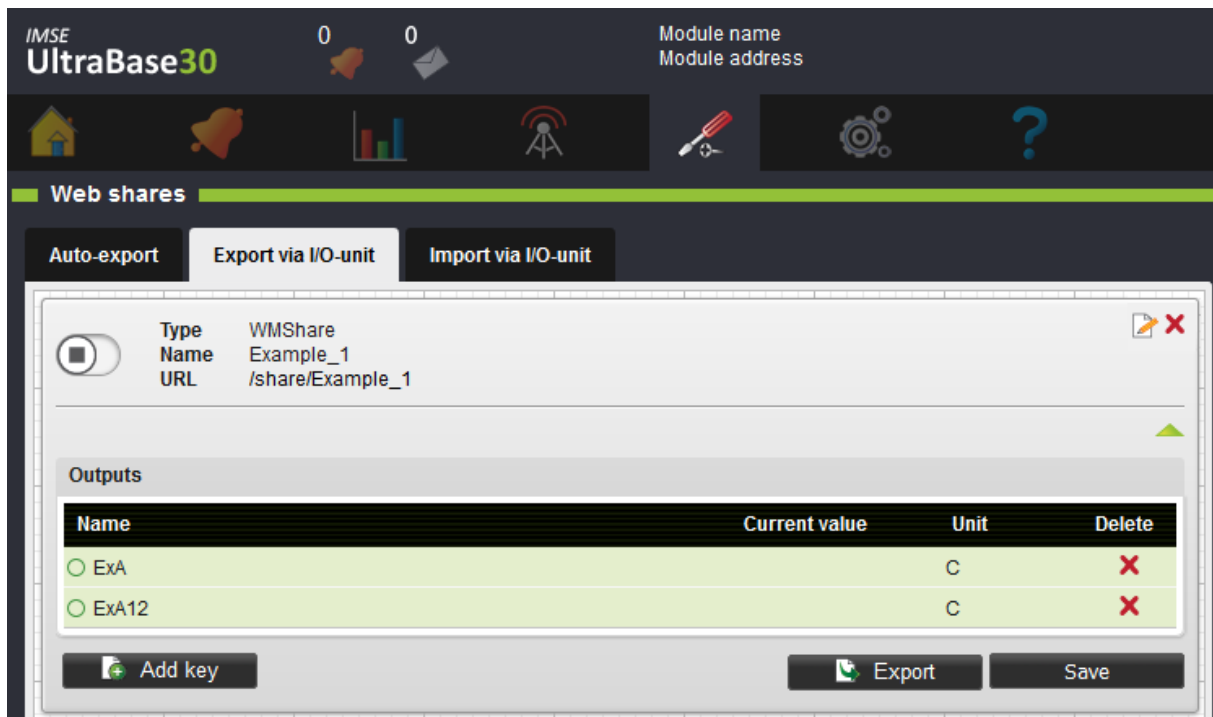 IMSE
UltraBase30
0
0
Module name
Module address
Web shares
Auto-export
Export via I/O-unit
Import via I/O-unit
Type WMShare
Name Example_1
URL /share/Example_1
Outputs
Name Current value Unit Delete
ExA C
ExA12 C
Add key
Export
Save